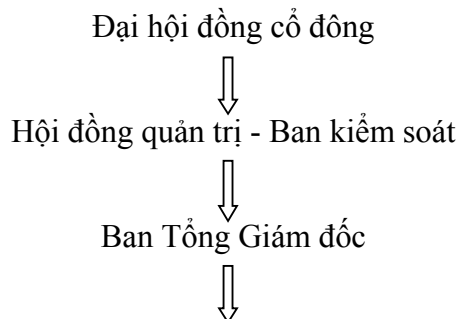 Đại hội đồng cổ đông
Hội đồng quản trị - Ban kiểm soát
Ban Tổng Giám đốc